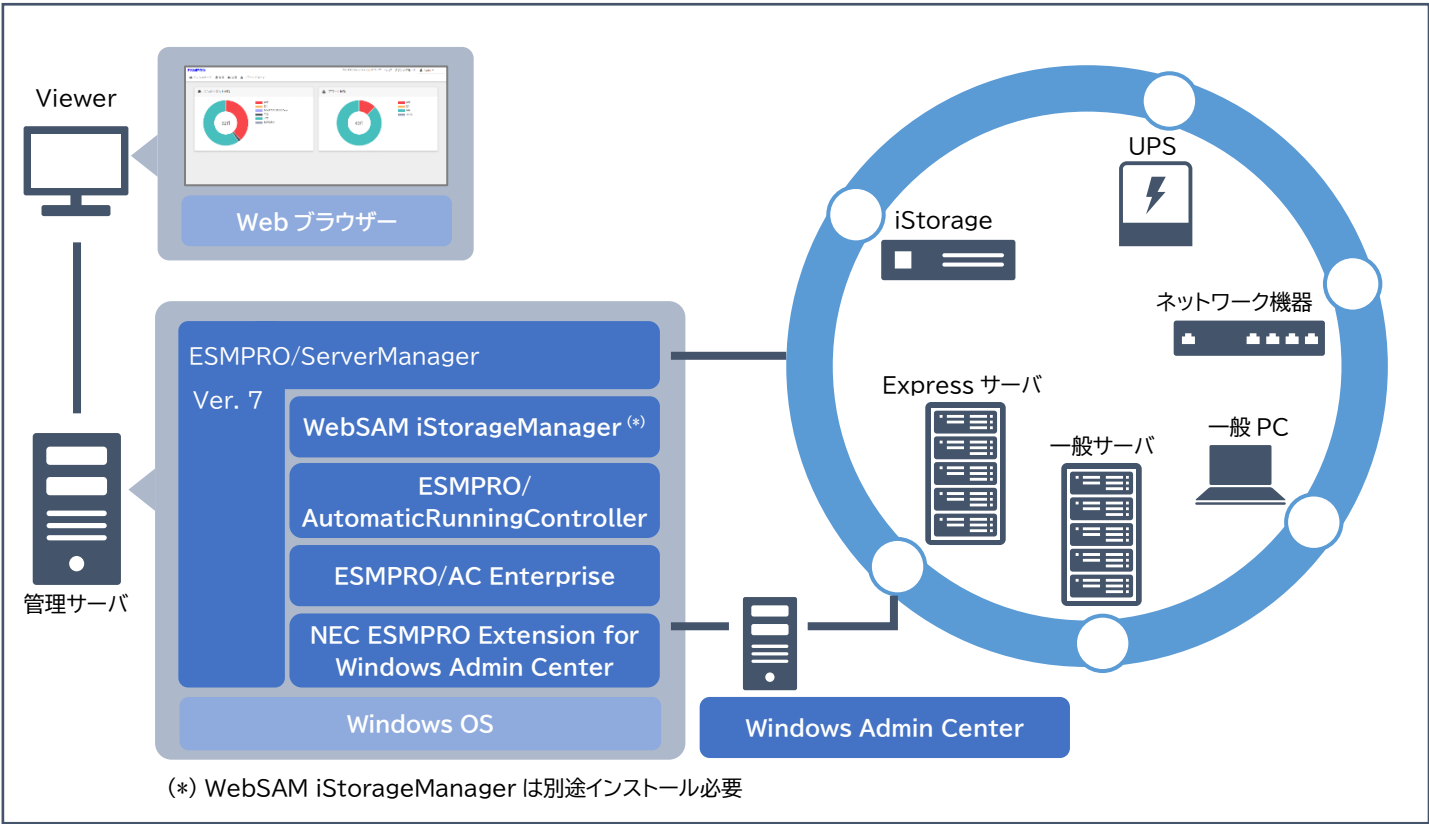 Viewer
Web ブラウザー
UPS
iStorage
ネットワーク機器
Express サーバ
一般サーバ
一般 PC
ESMPRO/ServerManager
Ver. 7
WebSAM iStorageManager (*)
ESMPRO/
AutomaticRunningController
ESMPRO/AC Enterprise
NEC ESMPRO Extension for
Windows Admin Center
Windows OS
管理サーバ
Windows Admin Center
(*) WebSAM iStorageManager は別途インストール必要